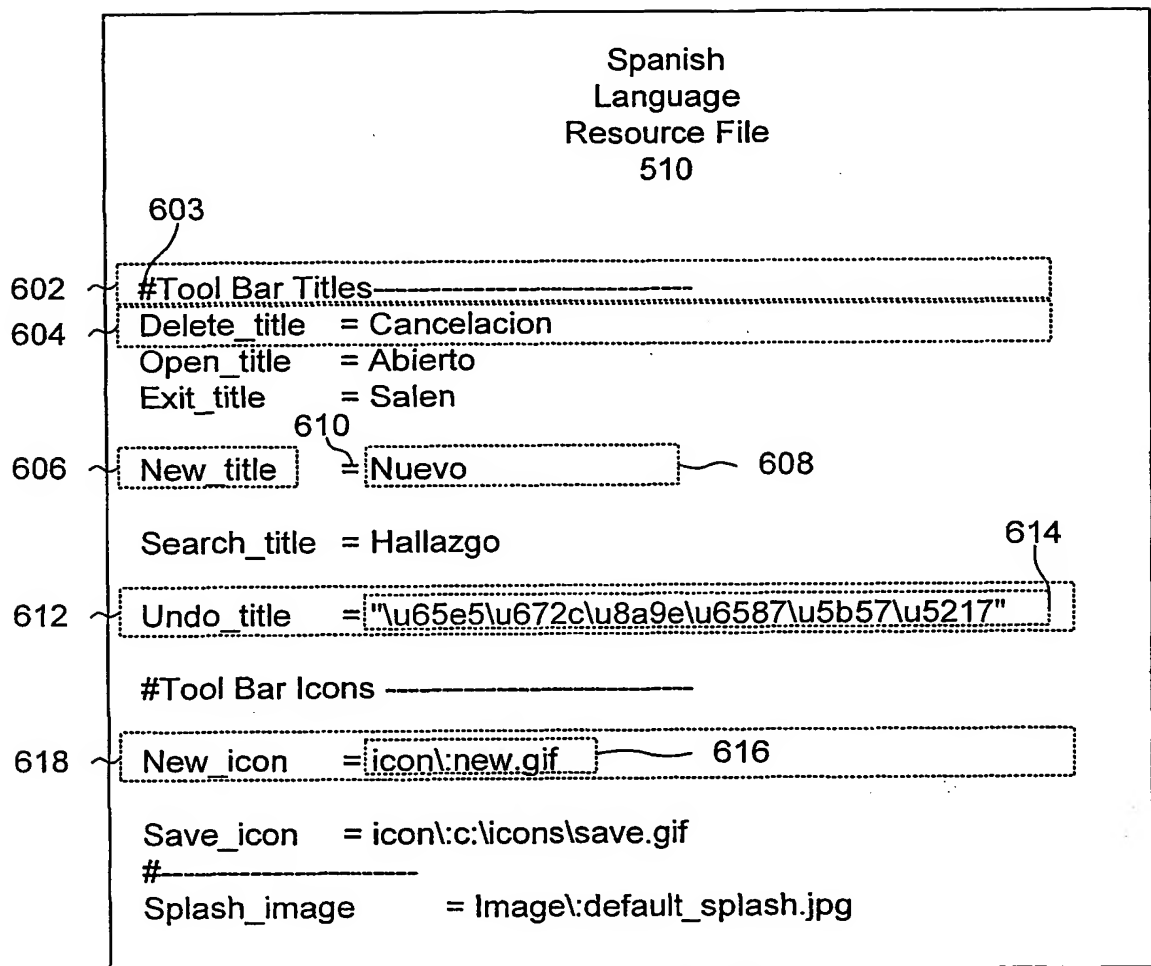 Spanish
Language
Resource File
510
603
602 #Tool Bar Titles--------------------------------
604 Delete_title = Cancelacion
Open_title = Abierto
Exit_title = Salen
610
606 New_title = Nuevo 608
Search_title = Hallazgo
614
612 Undo_title = "\u65e5\u672c\u8a9e\u6587\u5b57\u5217"
#Tool Bar Icons -------------------------------
618 New_icon = icon\:new.gif 616
Save_icon = icon\:c:\icons\save.gif
#-------------------------
Splash_image = Image\:default_splash.jpg